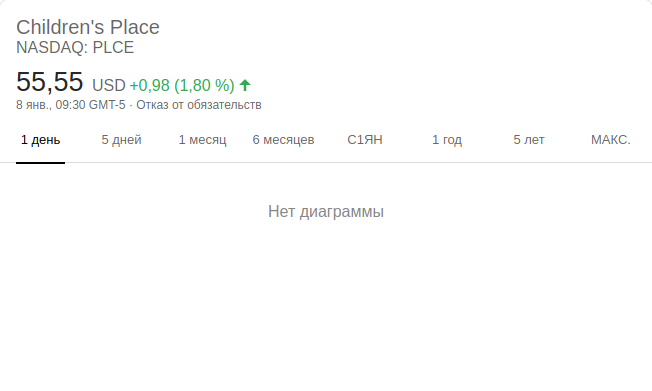 Children's Place
NASDAQ: PLCE
55,55 USD +0,98 (1,80 %)
8 янв., 09:30 GMT-5 · Отказ от обязательств
1 день 5 дней 1 месяц 6 месяцев С1ЯН 1 год 5 лет МАКС.
Нет диаграммы